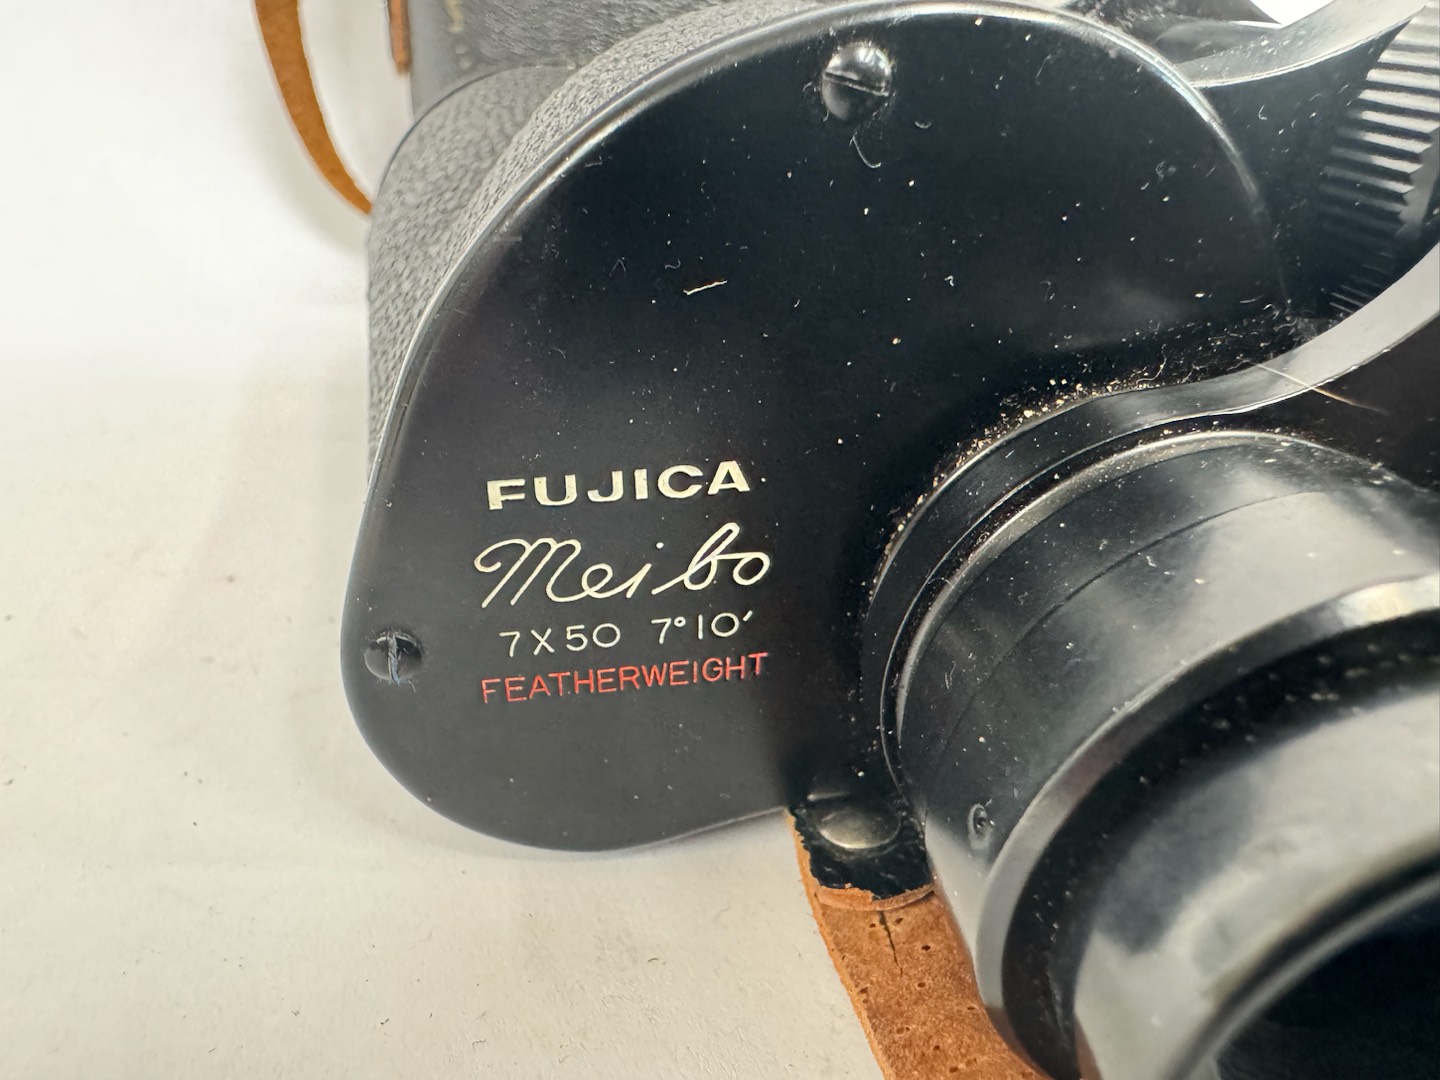 FUJICA
Meibo
7X50 7°10′
FEATHERWEIGHT